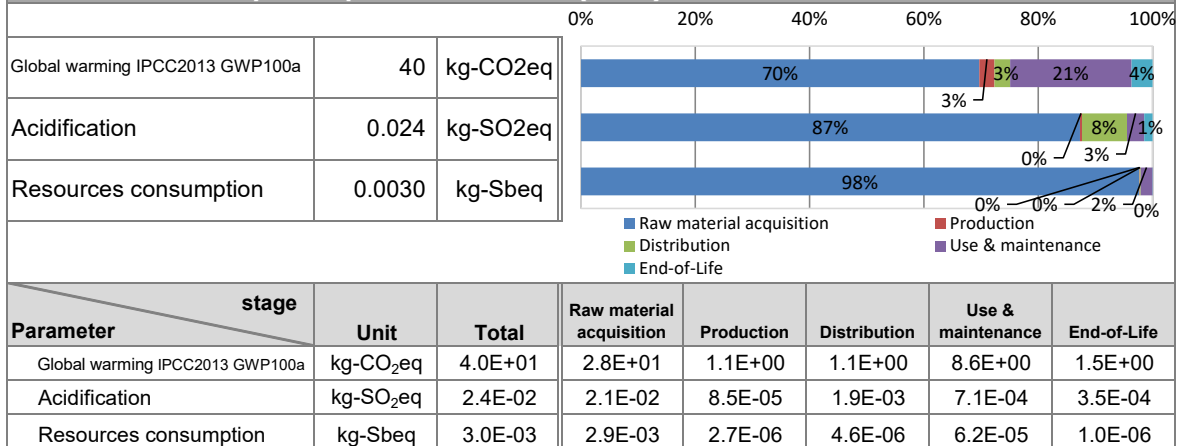 0% 20% 40% 60% 80% 100%
Global warming IPCC2013 GWP100a 40 kg-CO2eq
70% 3% 3% 21% 4%
Acidification 0.024 kg-SO2eq
87% 0% 8% 3% 1%
Resources consumption 0.0030 kg-Sbeq
98% 0% 0% 2% 0%
Raw material acquisition Production
Distribution Use & maintenance
End-of-Life
stage
Parameter Unit Total Raw material acquisition Production Distribution Use & maintenance End-of-Life
Global warming IPCC2013 GWP100a kg-CO₂eq 4.0E+01 2.8E+01 1.1E+00 1.1E+00 8.6E+00 1.5E+00
Acidification kg-SO₂eq 2.4E-02 2.1E-02 8.5E-05 1.9E-03 7.1E-04 3.5E-04
Resources consumption kg-Sbeq 3.0E-03 2.9E-03 2.7E-06 4.6E-06 6.2E-05 1.0E-06